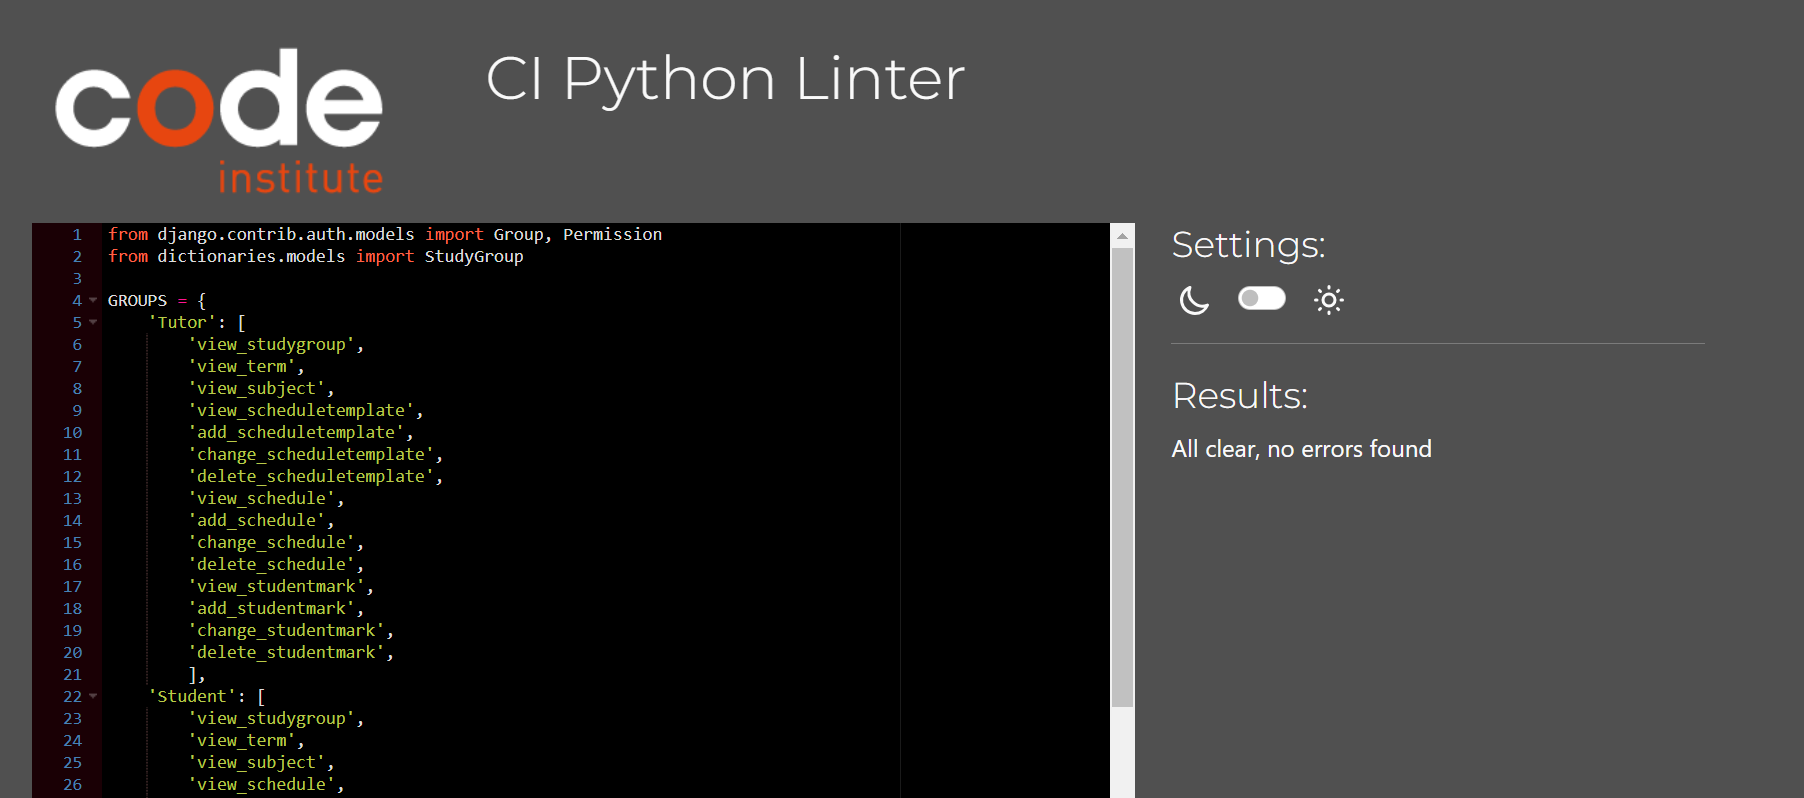 code
institute
CI Python Linter
1 from django.contrib.auth.models import Group, Permission
2 from dictionaries.models import StudyGroup
3
4 GROUPS = {
5     'Tutor': [
6         'view_studygroup',
7         'view_term',
8         'view_subject',
9         'view_scheduletemplate',
10         'add_scheduletemplate',
11         'change_scheduletemplate',
12         'delete_scheduletemplate',
13         'view_schedule',
14         'add_schedule',
15         'change_schedule',
16         'delete_schedule',
17         'view_studentmark',
18         'add_studentmark',
19         'change_studentmark',
20         'delete_studentmark',
21         ],
22     'Student': [
23         'view_studygroup',
24         'view_term',
25         'view_subject',
26         'view_schedule',
Settings:
Results:
All clear, no errors found